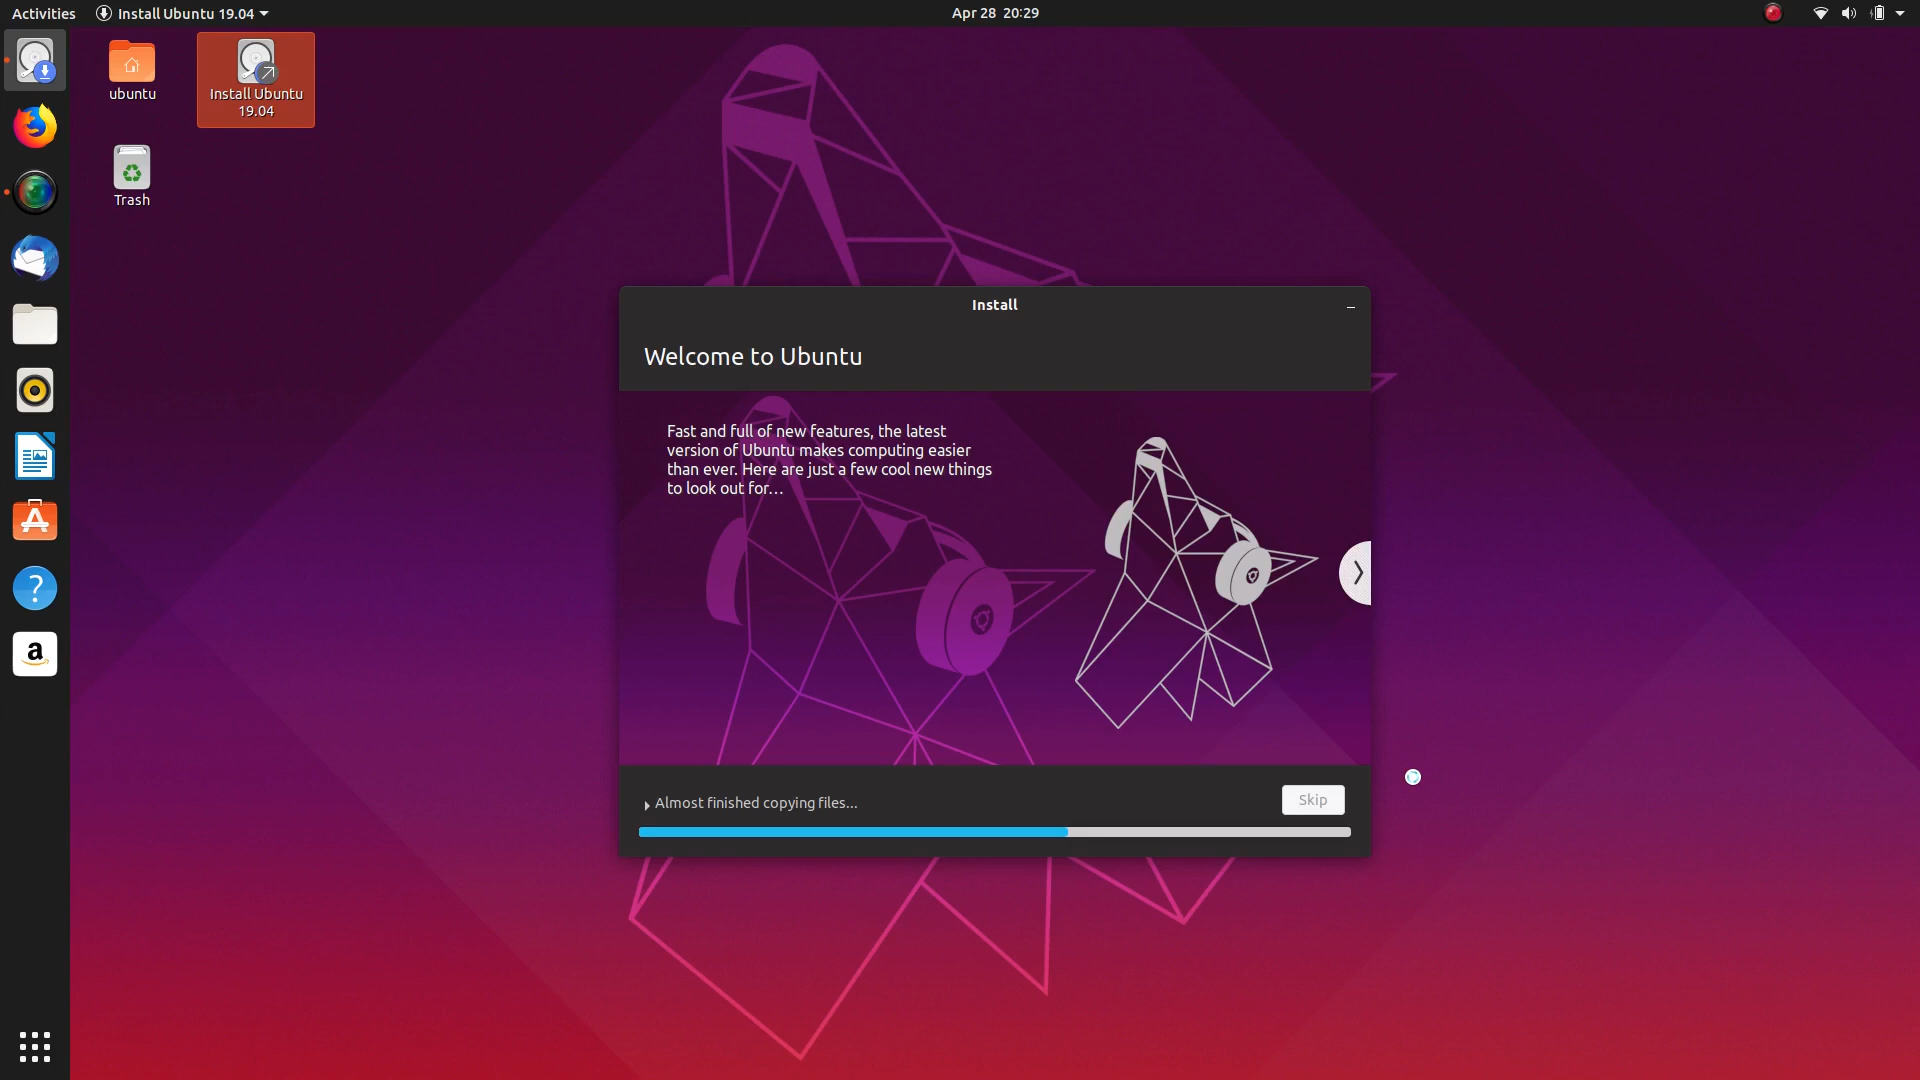 Activities
Install Ubuntu 19.04
Apr 28 20:29
ubuntu
Install Ubuntu
19.04
Trash
Install
Welcome to Ubuntu
Fast and full of new features, the latest
version of Ubuntu makes computing easier
than ever. Here are just a few cool new things
to look out for…
Almost finished copying files...
Skip
?
a